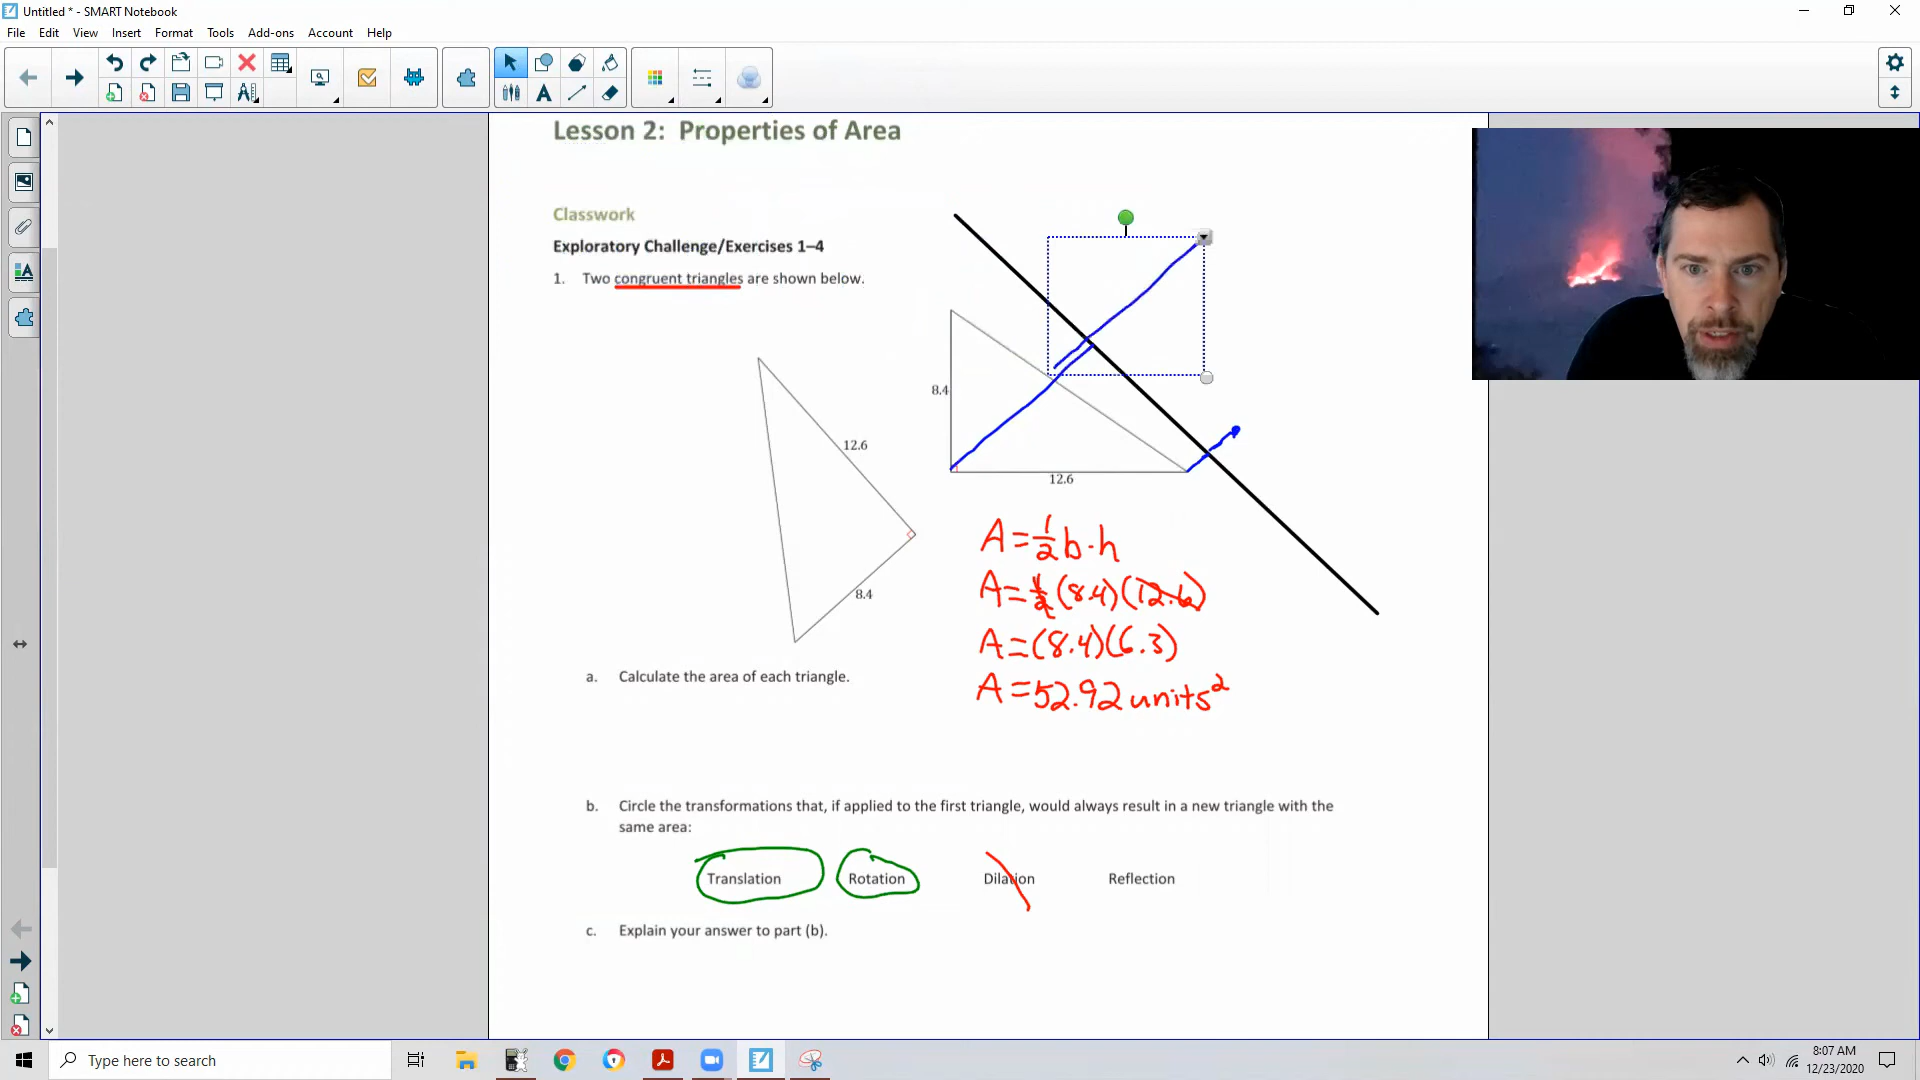 Untitled * - SMART Notebook
File Edit View Insert Format Tools Add-ons Account Help
Lesson 2: Properties of Area
Classwork
Exploratory Challenge/Exercises 1–4
1. Two congruent triangles are shown below.
8.4
12.6
12.6
8.4
A = 1/2 b·h
A = 1/2 (8.4)(12.6)
A = (8.4)(6.3)
A = 52.92 units²
a. Calculate the area of each triangle.
b. Circle the transformations that, if applied to the first triangle, would always result in a new triangle with the
same area:
Translation Rotation Dilation Reflection
c. Explain your answer to part (b).
Type here to search
8:07 AM
12/23/2020